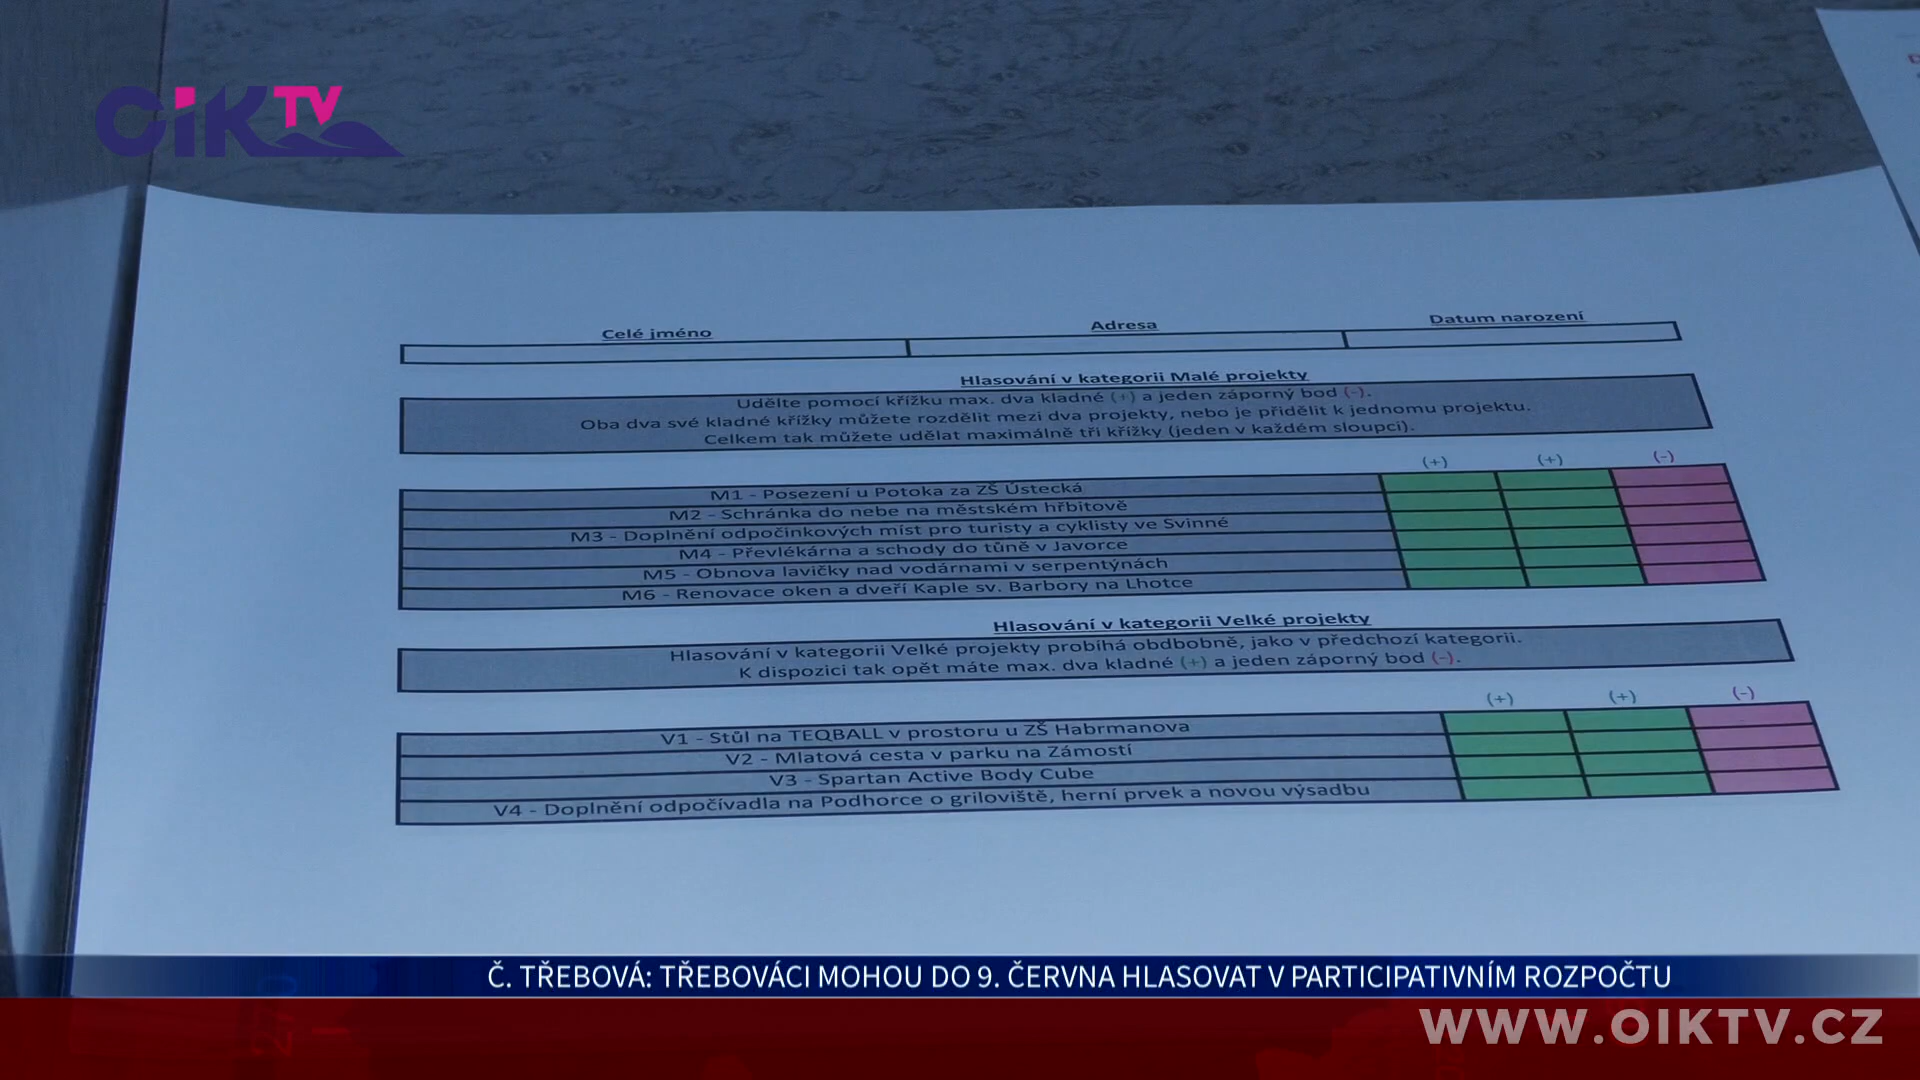 OIK TV
Celé jméno
Adresa
Datum narození
Hlasování v kategorii Malé projekty
Udělte pomocí křížku max. dva kladné (+) a jeden záporný bod (-).
Oba dva své kladné křížky můžete rozdělit mezi dva projekty, nebo je přidělit k jednomu projektu.
Celkem tak můžete udělat maximálně tři křížky (jeden v každém sloupci).
(+) (+) (-)
M1 - Posezení u Potoka za ZŠ Ústecká
M2 - Schránka do nebe na městském hřbitově
M3 - Doplnění odpočinkových míst pro turisty a cyklisty ve Svinné
M4 - Převlékárna a schody do tůně v Javorce
M5 - Obnova lavičky nad vodárnami v serpentýnách
M6 - Renovace oken a dveří Kaple sv. Barbory na Lhotce
Hlasování v kategorii Velké projekty
Hlasování v kategorii Velké projekty probíhá obdbobně, jako v předchozí kategorii.
K dispozici tak opět máte max. dva kladné (+) a jeden záporný bod (-).
(+) (+) (-)
V1 - Stůl na TEQBALL v prostoru u ZŠ Habrmanova
V2 - Mlatová cesta v parku na Zámostí
V3 - Spartan Active Body Cube
V4 - Doplnění odpočívadla na Podhorce o griloviště, herní prvek a novou výsadbu
Č. TŘEBOVÁ: TŘEBOVÁCI MOHOU DO 9. ČERVNA HLASOVAT V PARTICIPATIVNÍM ROZPOČTU
WWW.OIKTV.CZ